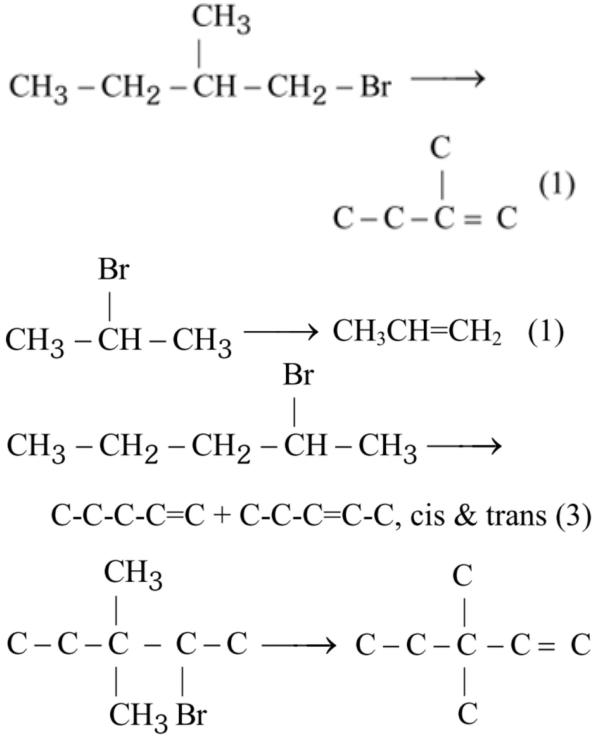 CH₃
|
CH₃ – CH₂ – CH – CH₂ – Br ⟶
C
| (1)
C – C – C = C
Br
|
CH₃ – CH – CH₃ ⟶ CH₃CH=CH₂ (1)
Br
|
CH₃ – CH₂ – CH₂ – CH – CH₃ ⟶
C-C-C-C=C + C-C-C=C-C, cis & trans (3)
CH₃ C
| |
C – C – C – C – C ⟶ C – C – C – C = C
| | |
CH₃ Br C